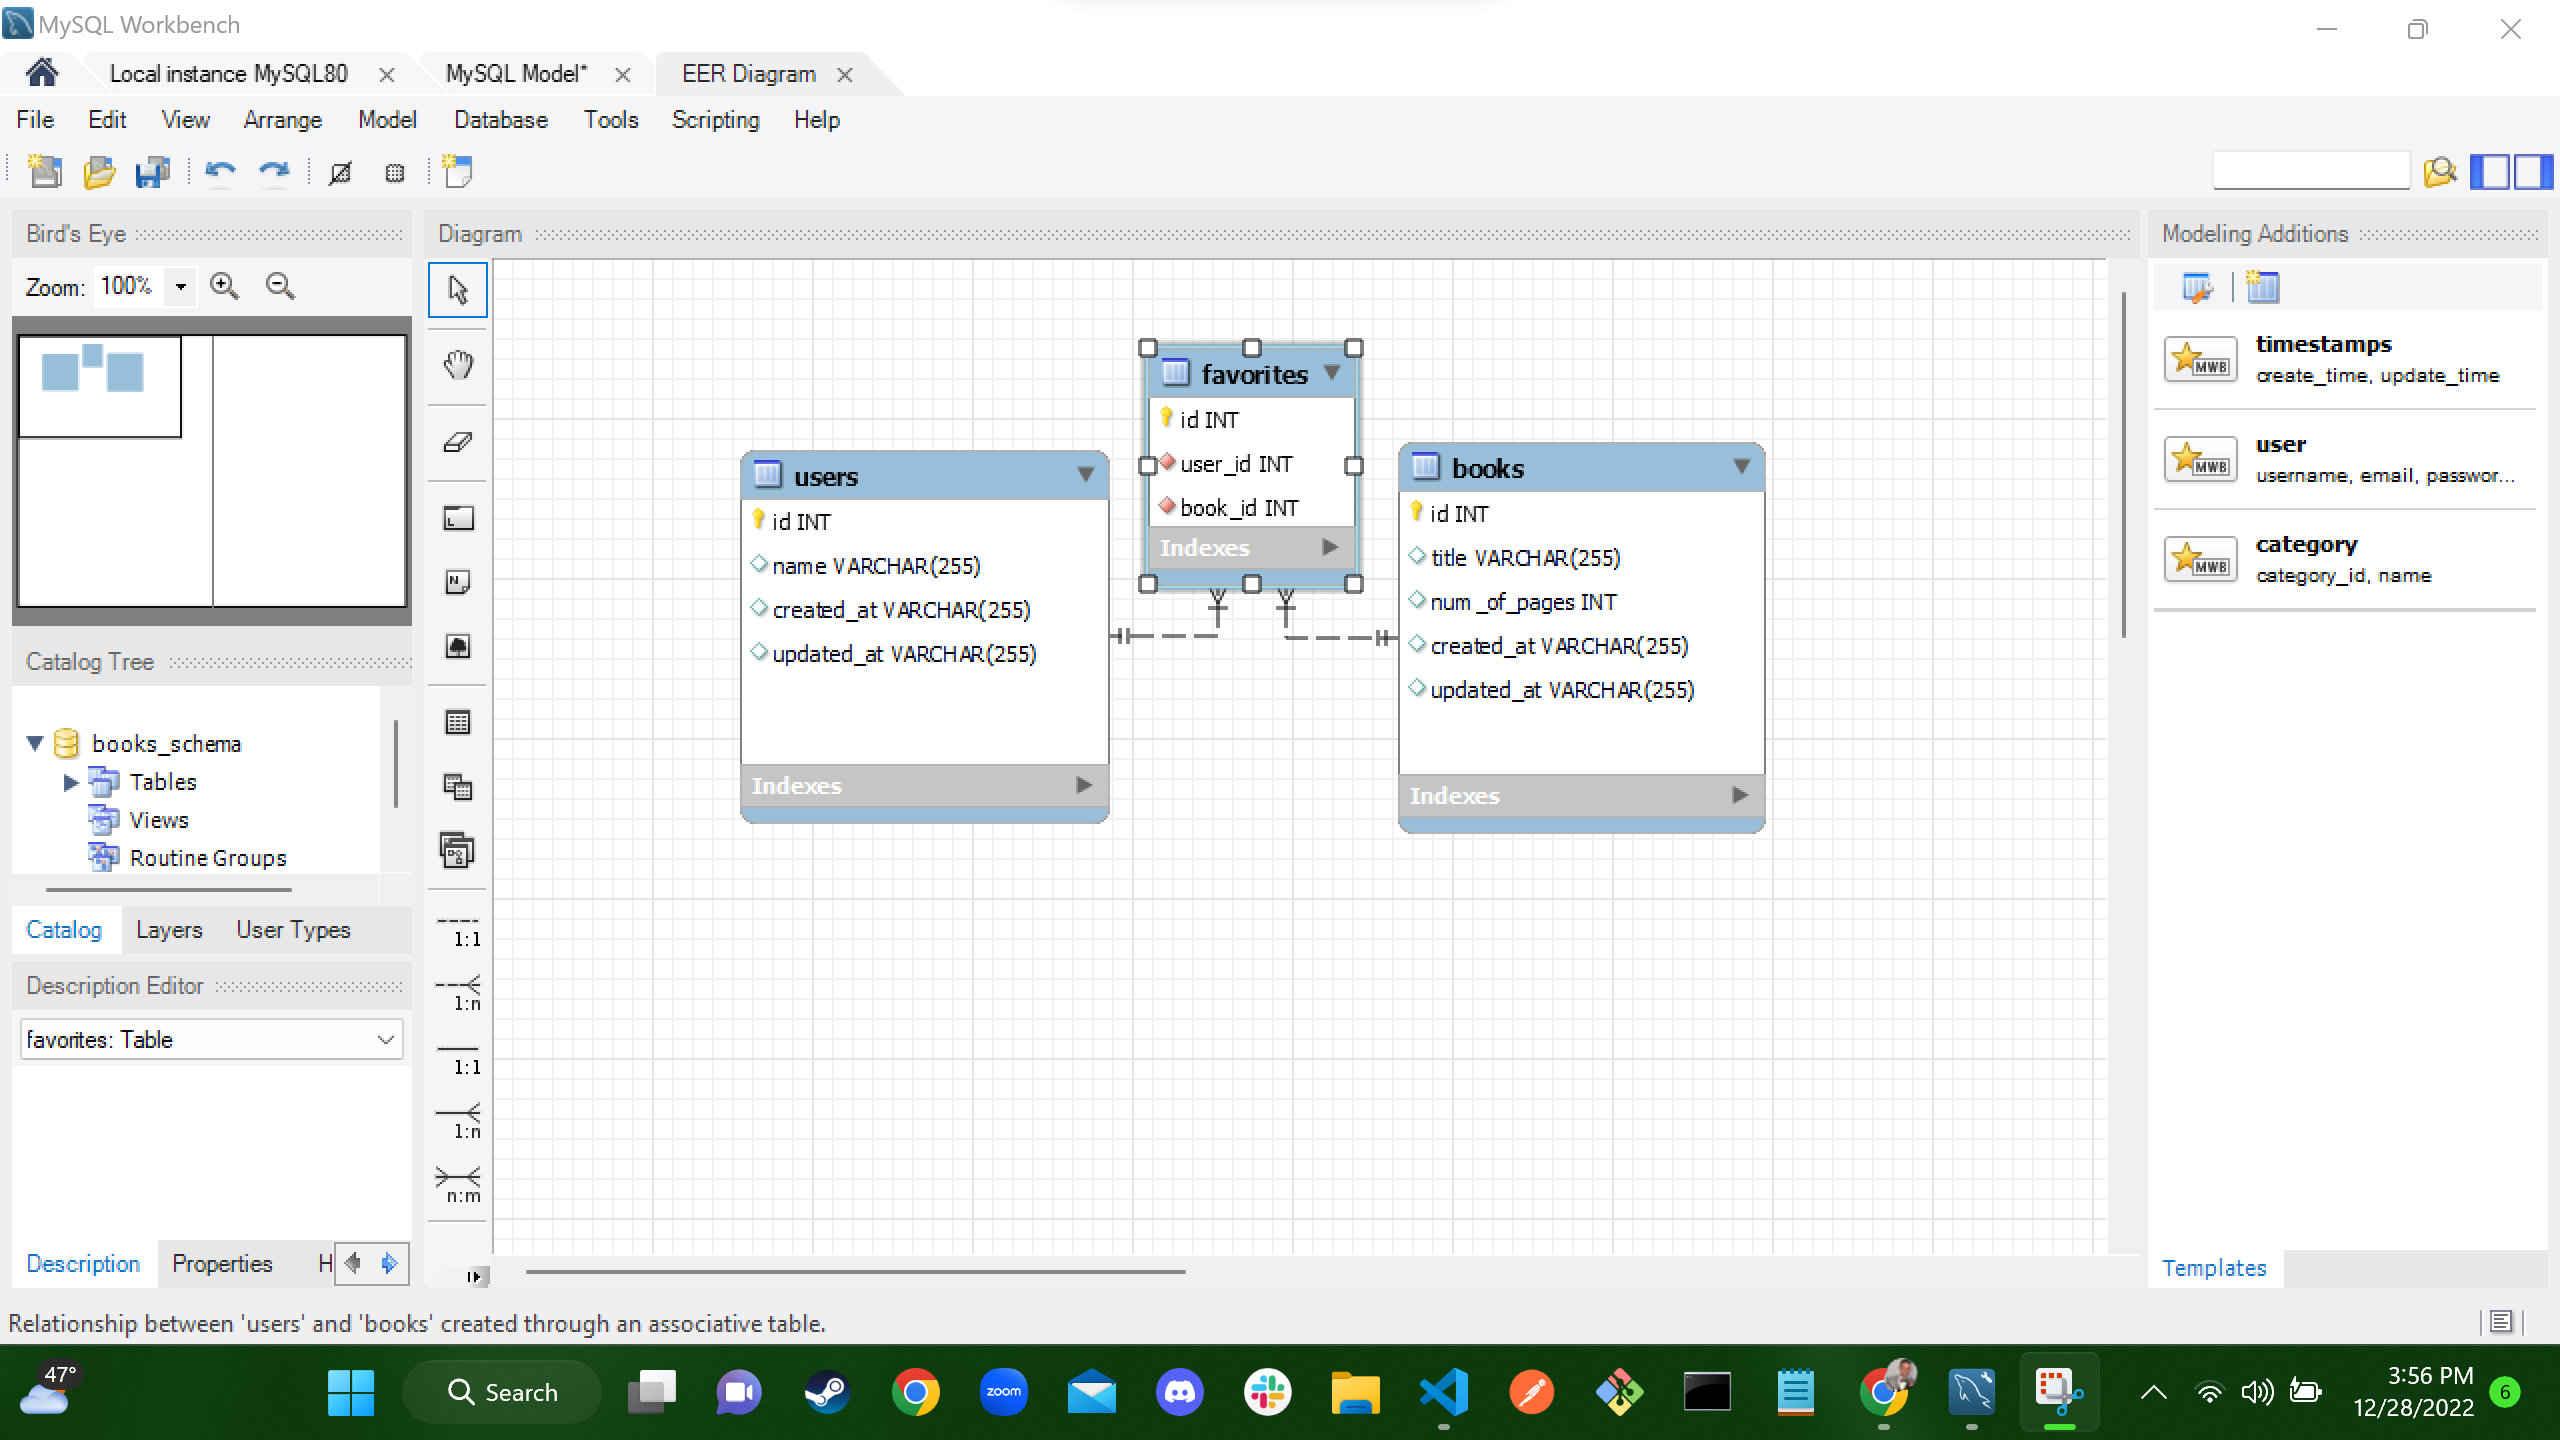 MySQL Workbench
Local instance MySQL80
MySQL Model*
EER Diagram
File Edit View Arrange Model Database Tools Scripting Help
Bird's Eye
Zoom: 100%
Diagram
Modeling Additions
timestamps
create_time, update_time
user
username, email, passwor...
category
category_id, name
favorites
id INT
user_id INT
book_id INT
Indexes
users
id INT
name VARCHAR(255)
created_at VARCHAR(255)
updated_at VARCHAR(255)
Indexes
books
id INT
title VARCHAR(255)
num_of_pages INT
created_at VARCHAR(255)
updated_at VARCHAR(255)
Indexes
Catalog Tree
books_schema
Tables
Views
Routine Groups
Catalog Layers User Types
Description Editor
favorites: Table
Description Properties H
1:1
1:n
1:1
1:n
n:m
Templates
Relationship between 'users' and 'books' created through an associative table.
47°
Search
zoom
3:56 PM
12/28/2022
6
MWB
MWB
MWB